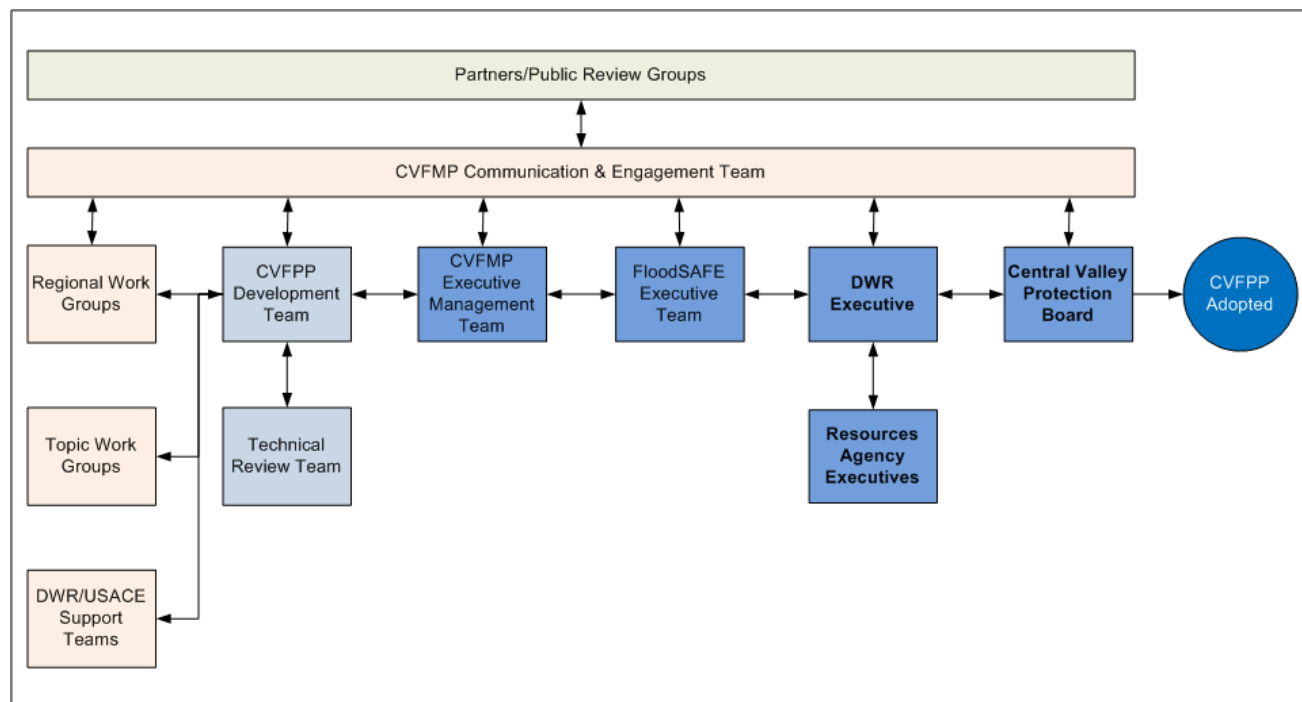 Partners/Public Review Groups
CVFMP Communication & Engagement Team
Regional Work
Groups
CVFPP
Development
Team
CVFMP
Executive
Management
Team
FloodSAFE
Executive
Team
DWR
Executive
Central Valley
Protection
Board
CVFPP
Adopted
Topic Work
Groups
Technical
Review Team
Resources
Agency
Executives
DWR/USACE
Support
Teams